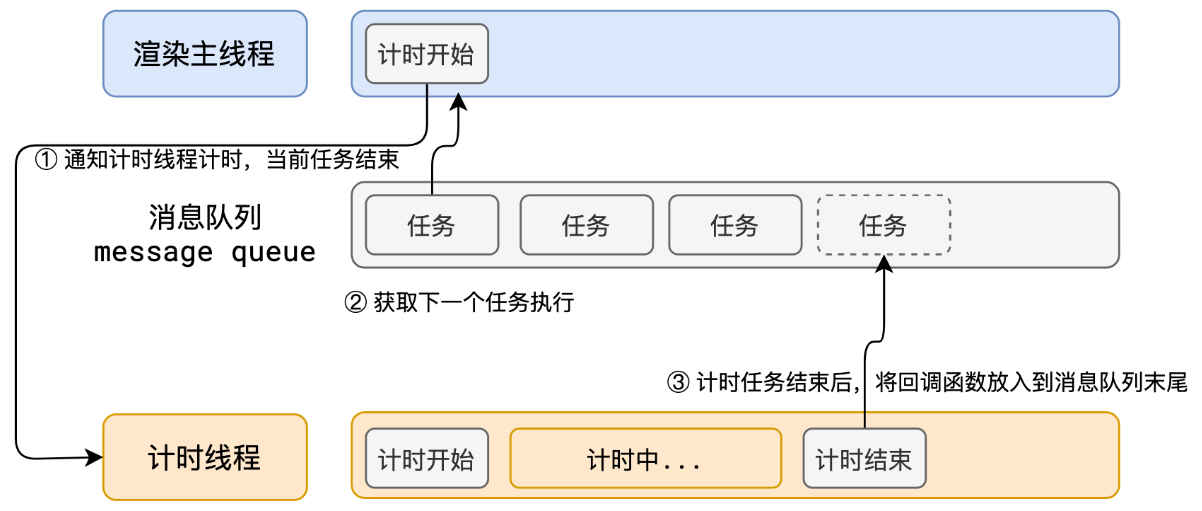 渲染主线程
计时开始
① 通知计时线程计时，当前任务结束
消息队列
message queue
任务
任务
任务
任务
② 获取下一个任务执行
③ 计时任务结束后，将回调函数放入到消息队列末尾
计时线程
计时开始
计时中...
计时结束